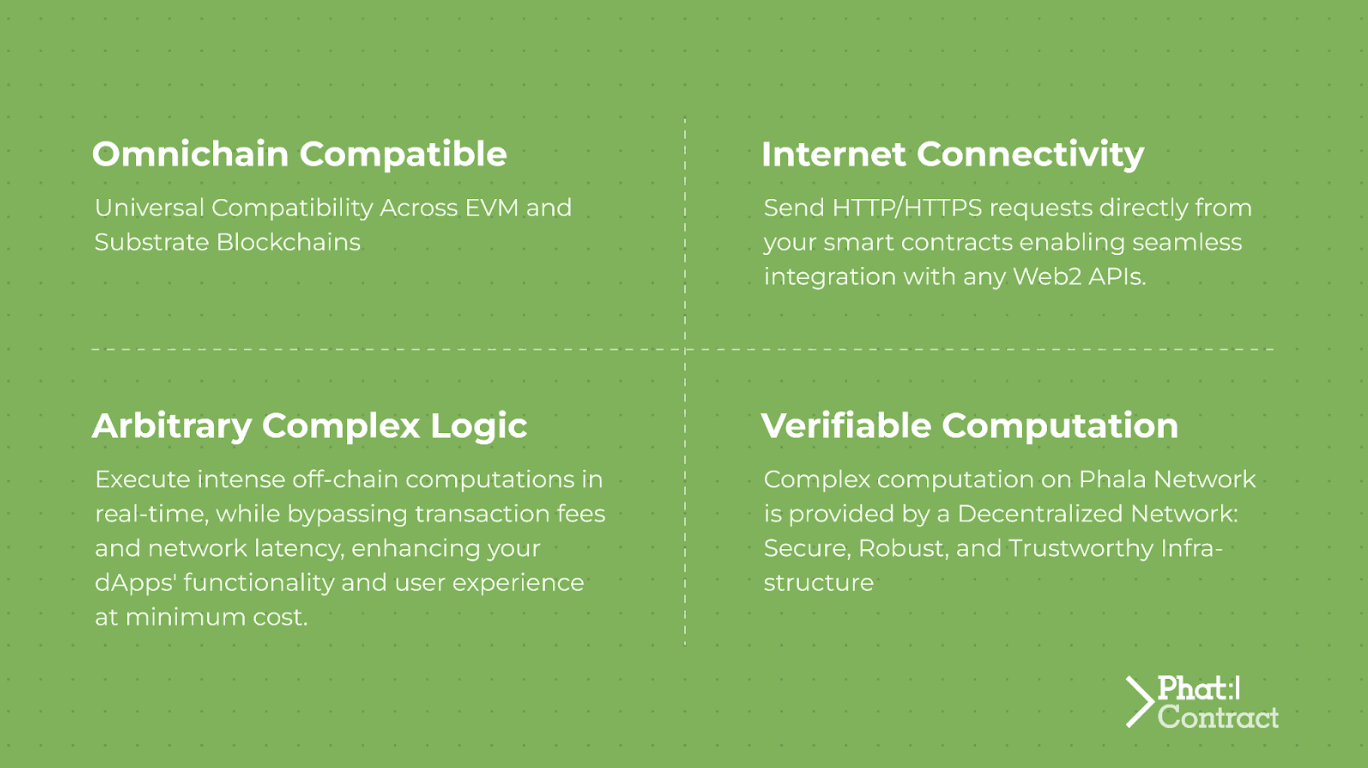 Omnichain Compatible
Universal Compatibility Across EVM and
Substrate Blockchains
Internet Connectivity
Send HTTP/HTTPS requests directly from
your smart contracts enabling seamless
integration with any Web2 APIs.
Arbitrary Complex Logic
Execute intense off-chain computations in
real-time, while bypassing transaction fees
and network latency, enhancing your
dApps' functionality and user experience
at minimum cost.
Verifiable Computation
Complex computation on Phala Network
is provided by a Decentralized Network:
Secure, Robust, and Trustworthy Infra-
structure
Phat:|
Contract